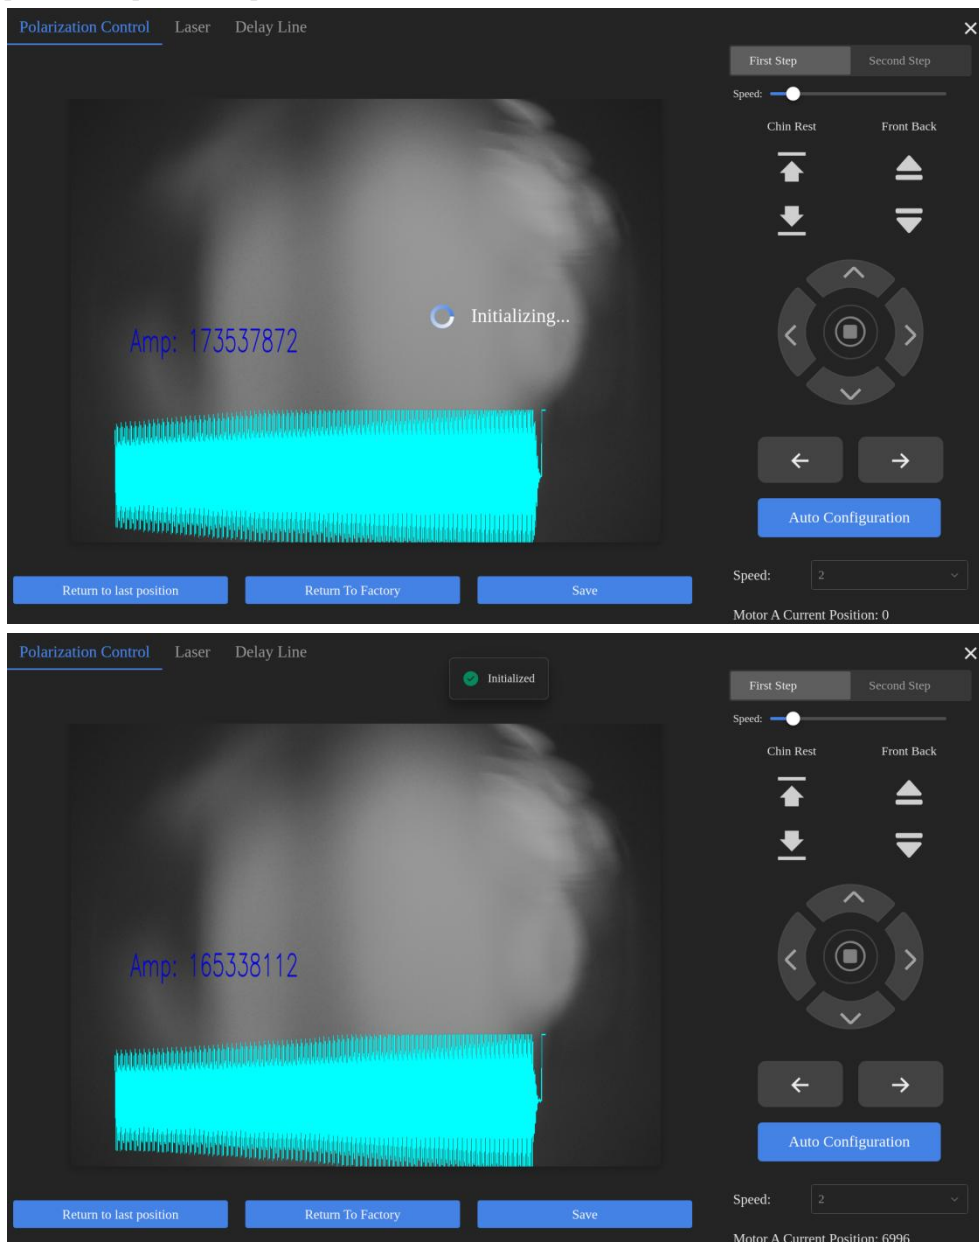 Polarization Control Laser Delay Line
First Step Second Step
Speed:
Chin Rest Front Back
Initializing...
Amp: 173537872
Auto Configuration
Speed: 2
Return to last position Return To Factory Save
Motor A Current Position: 0
Polarization Control Laser Delay Line
Initialized
First Step Second Step
Speed:
Chin Rest Front Back
Amp: 165338112
Auto Configuration
Speed: 2
Return to last position Return To Factory Save
Motor A Current Position: 6996